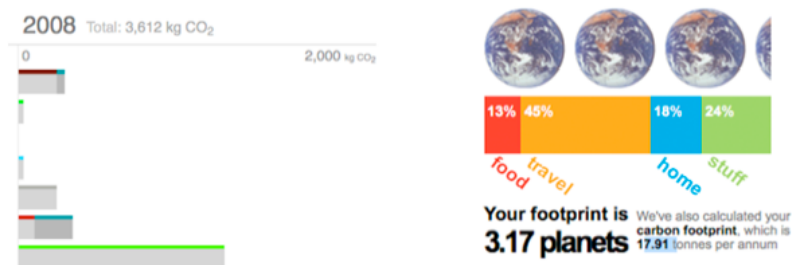 2008 Total: 3,612 kg CO₂
0 2,000 kg CO₂
13% 45% 18% 24%
food travel home stuff
Your footprint is
3.17 planets
We've also calculated your
carbon footprint, which is
17.91 tonnes per annum